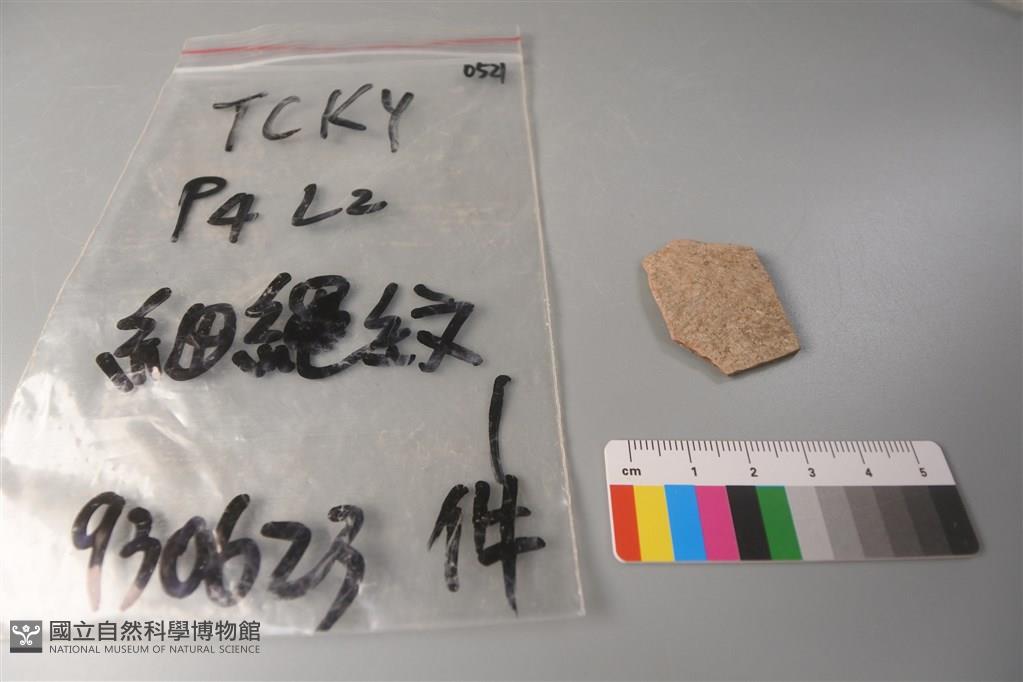 0521
TCKY
P4 L2
細繩紋
930623 1件
cm 1 2 3 4 5
國立自然科學博物館
NATIONAL MUSEUM OF NATURAL SCIENCE